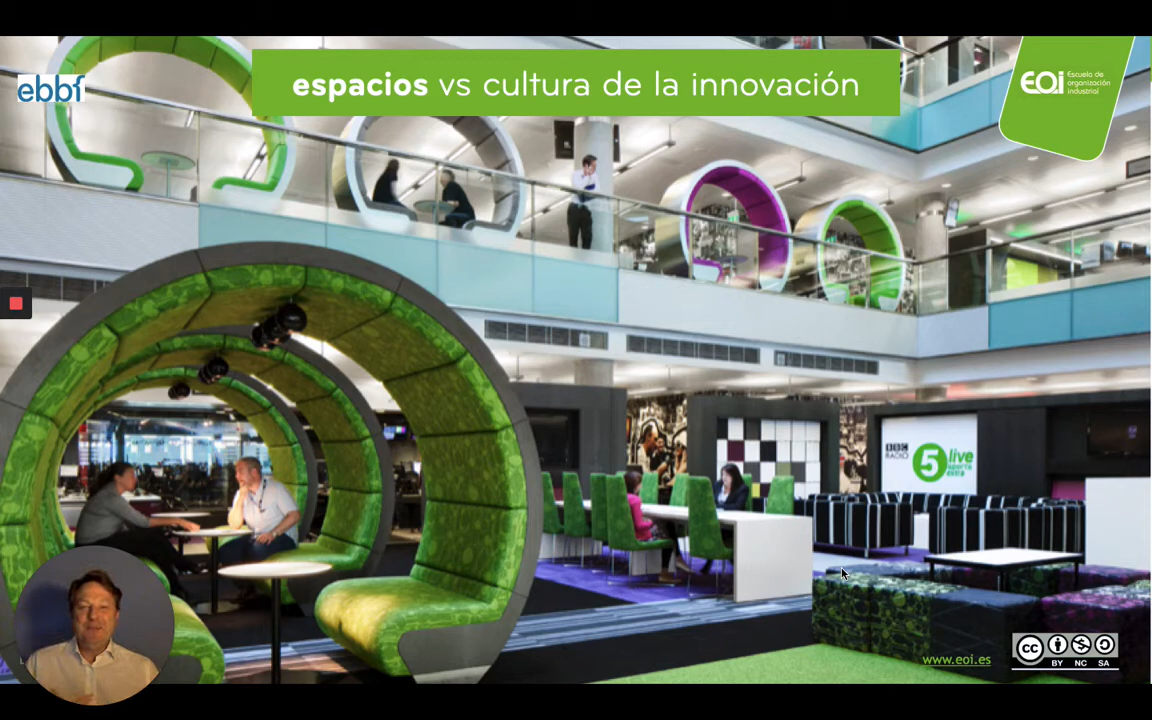 ebbf
espacios vs cultura de la innovación
EOi Escuela de
organización
industrial
BBC
RADIO
5 live
sports
extra
www.eoi.es
cc
BY NC SA